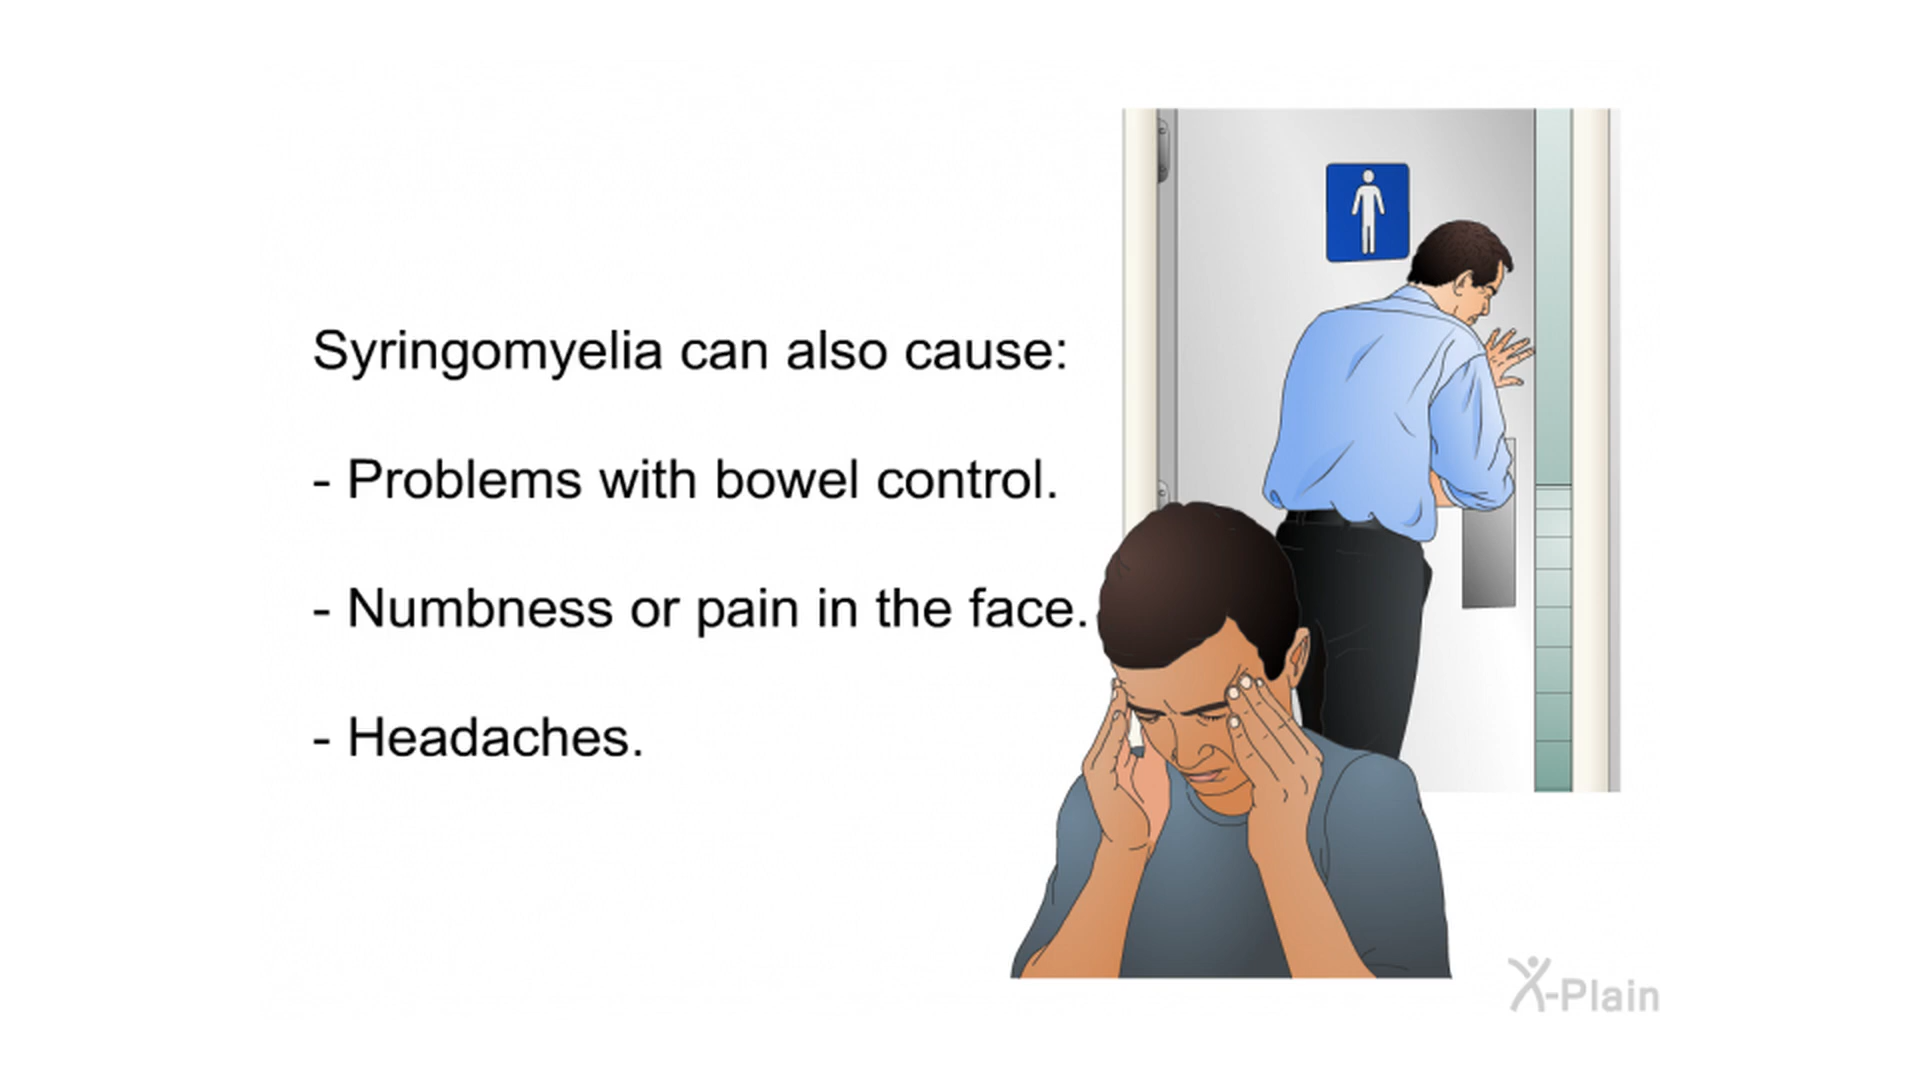 Syringomyelia can also cause:
- Problems with bowel control.
- Numbness or pain in the face.
- Headaches.
X-Plain